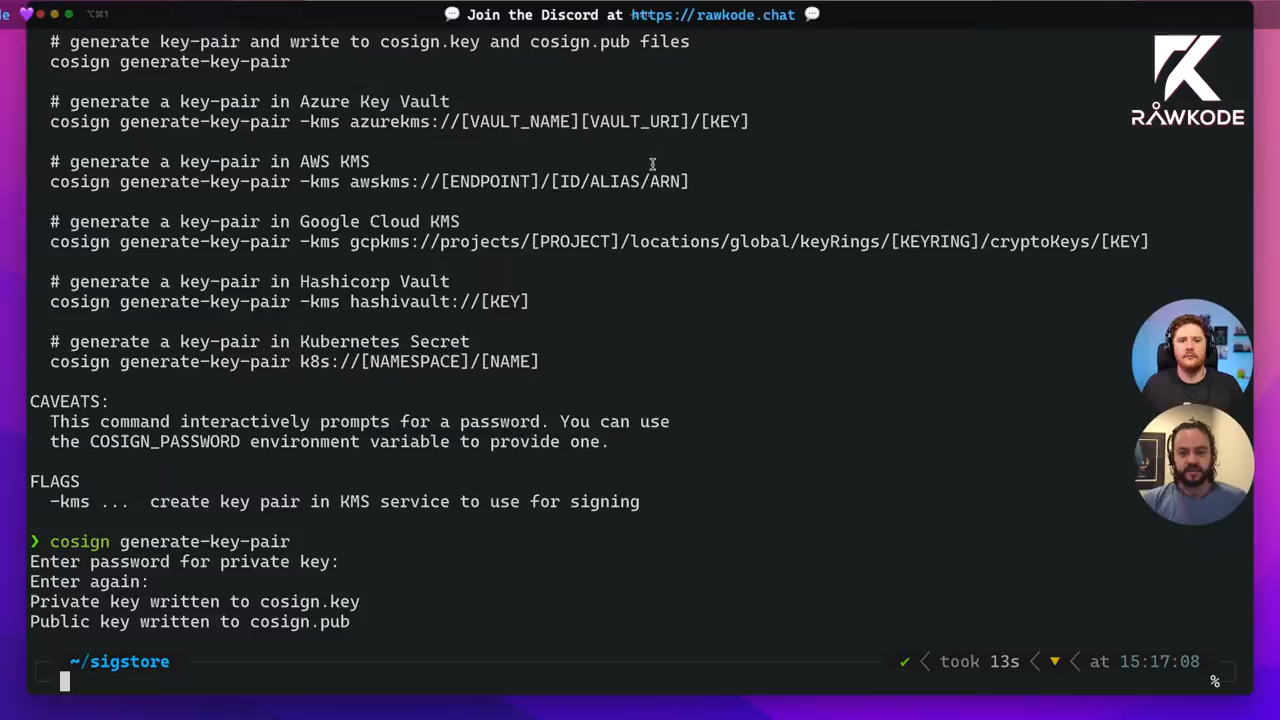 Join the Discord at https://rawkode.chat
⌥⌘1
# generate key-pair and write to cosign.key and cosign.pub files
cosign generate-key-pair
# generate a key-pair in Azure Key Vault
cosign generate-key-pair -kms azurekms://[VAULT_NAME][VAULT_URI]/[KEY]
# generate a key-pair in AWS KMS
cosign generate-key-pair -kms awskms://[ENDPOINT]/[ID/ALIAS/ARN]
# generate a key-pair in Google Cloud KMS
cosign generate-key-pair -kms gcpkms://projects/[PROJECT]/locations/global/keyRings/[KEYRING]/cryptoKeys/[KEY]
# generate a key-pair in Hashicorp Vault
cosign generate-key-pair -kms hashivault://[KEY]
# generate a key-pair in Kubernetes Secret
cosign generate-key-pair k8s://[NAMESPACE]/[NAME]
CAVEATS:
This command interactively prompts for a password. You can use
the COSIGN_PASSWORD environment variable to provide one.
FLAGS
-kms ... create key pair in KMS service to use for signing
❯ cosign generate-key-pair
Enter password for private key:
Enter again:
Private key written to cosign.key
Public key written to cosign.pub
~/sigstore ✔ took 13s ▼ at 15:17:08
%
RAWKODE